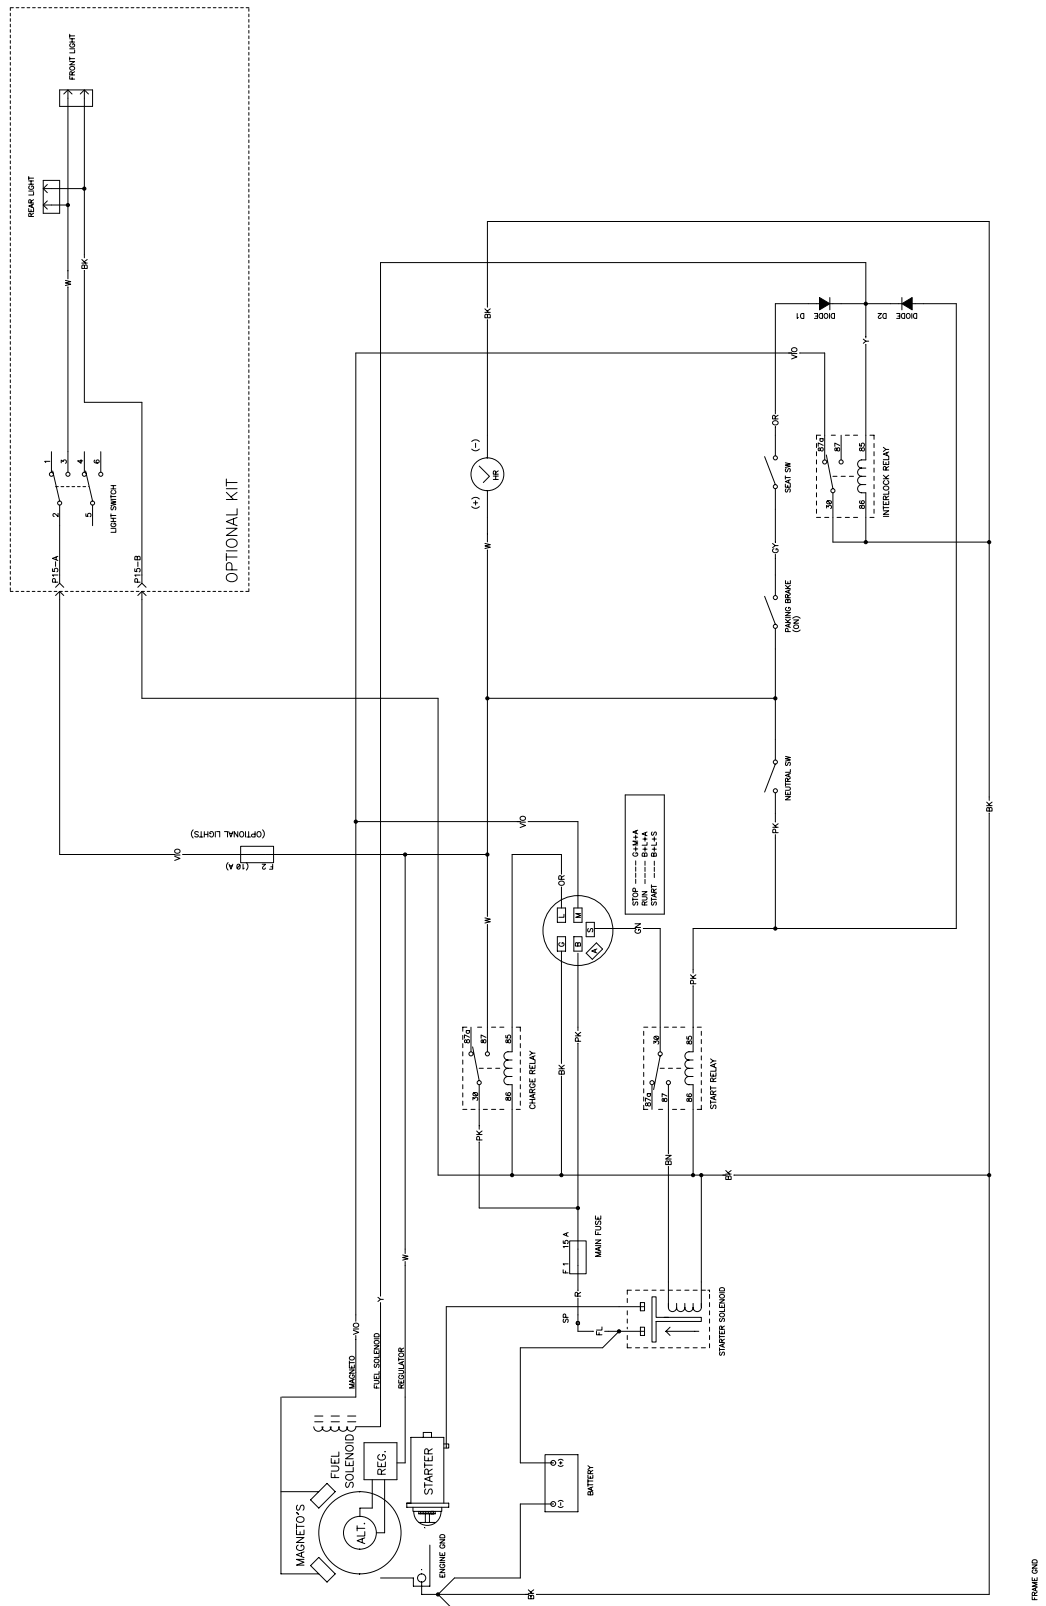 FRONT LIGHT
REAR LIGHT
W
BK
1
3
4
6
2
5
LIGHT SWITCH
P15-A
P15-B
OPTIONAL KIT
BK
(-)
HR
(+)
W
VIO
DIODE D1
DIODE D2
Y
OR
SEAT SW
87a
87
85
30
86
INTERLOCK RELAY
GY
PAKING BRAKE
(ON)
NEUTRAL SW
PK
BK
(OPTIONAL LIGHTS)
VIO
F 2 (10 A)
VIO
W
OR
L
M
G
B
S
A
GN
STOP ---- G+M+A
RUN ---- B+L+A
START --- B+L+S
PK
87a
87
85
30
86
CHARGE RELAY
PK
BK
PK
30
85
87a
87
86
START RELAY
BN
BK
W
F 1 15 A
MAIN FUSE
R
SP
FL
STARTER SOLENOID
VIO
Y
MAGNETO
FUEL SOLENOID
REGULATOR
FUEL
SOLENOID
REG.
STARTER
MAGNETO'S
ALT.
(+)
(-)
BATTERY
ENGINE GND
BK
FRAME GND